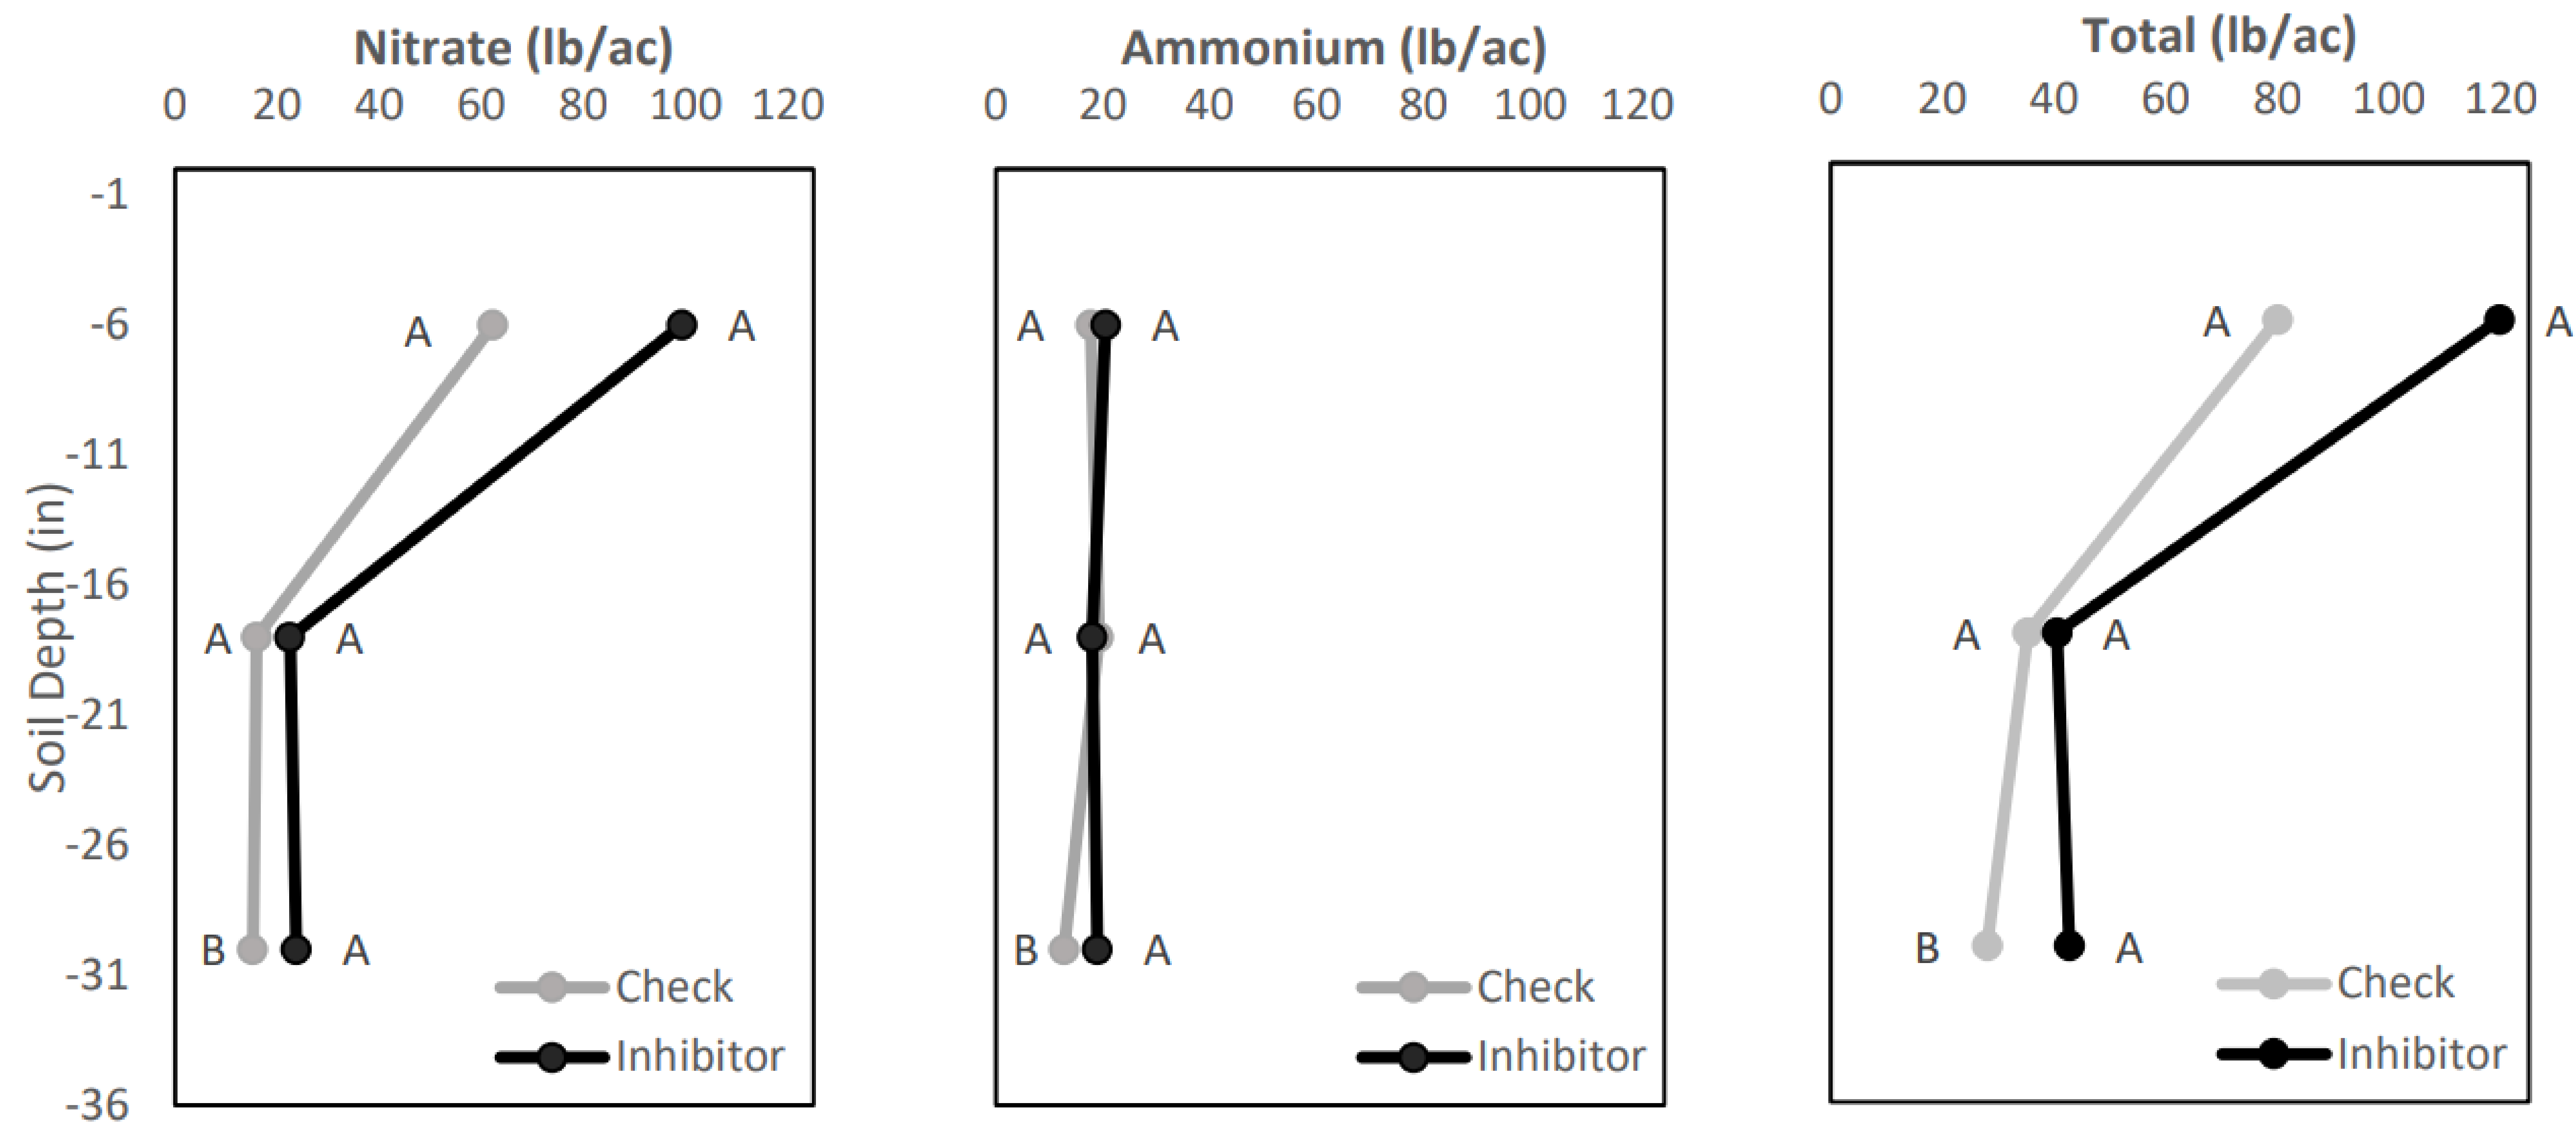 Nitrate (lb/ac)
0 20 40 60 80 100 120
Ammonium (lb/ac)
0 20 40 60 80 100 120
Total (lb/ac)
0 20 40 60 80 100 120
Soil Depth (in)
-1
-6
-11
-16
-21
-26
-31
-36
A A
A A
B A
Check
Inhibitor
A A
A A
B A
Check
Inhibitor
A A
A A
B A
Check
Inhibitor